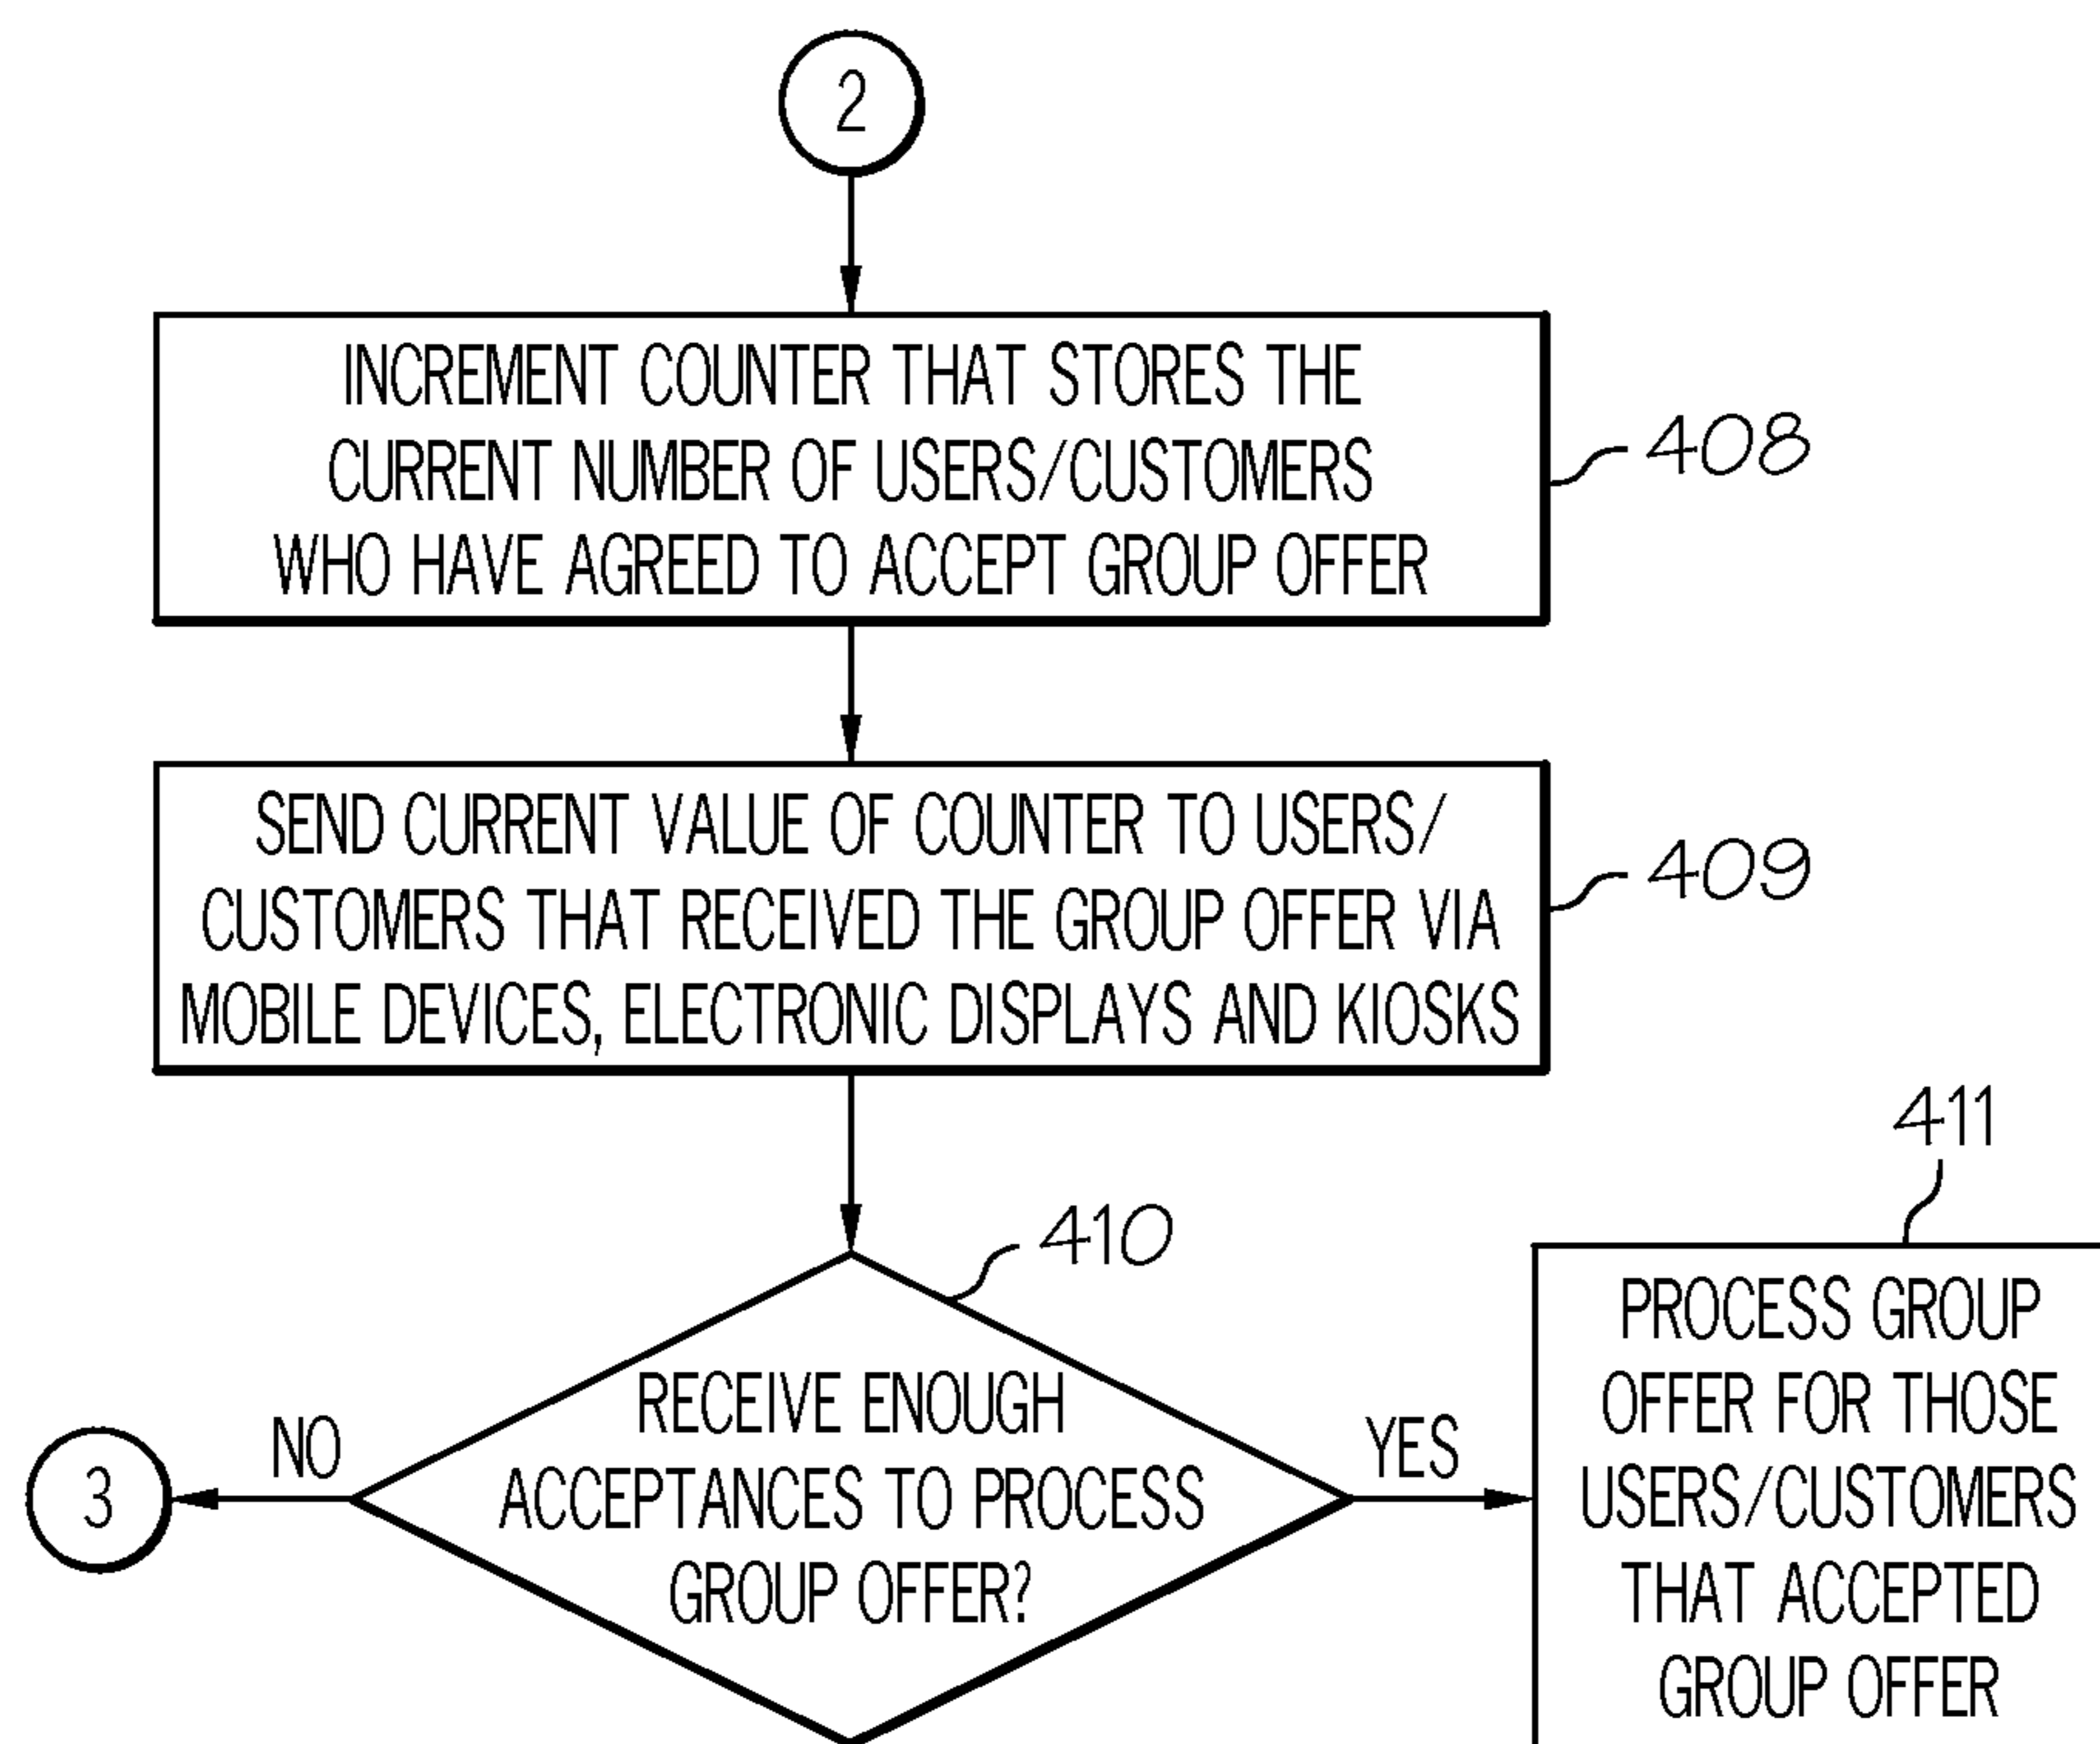 2
INCREMENT COUNTER THAT STORES THE
CURRENT NUMBER OF USERS/CUSTOMERS
WHO HAVE AGREED TO ACCEPT GROUP OFFER
408
SEND CURRENT VALUE OF COUNTER TO USERS/
CUSTOMERS THAT RECEIVED THE GROUP OFFER VIA
MOBILE DEVICES, ELECTRONIC DISPLAYS AND KIOSKS
409
410
RECEIVE ENOUGH
ACCEPTANCES TO PROCESS
GROUP OFFER?
NO
3
YES
411
PROCESS GROUP
OFFER FOR THOSE
USERS/CUSTOMERS
THAT ACCEPTED
GROUP OFFER